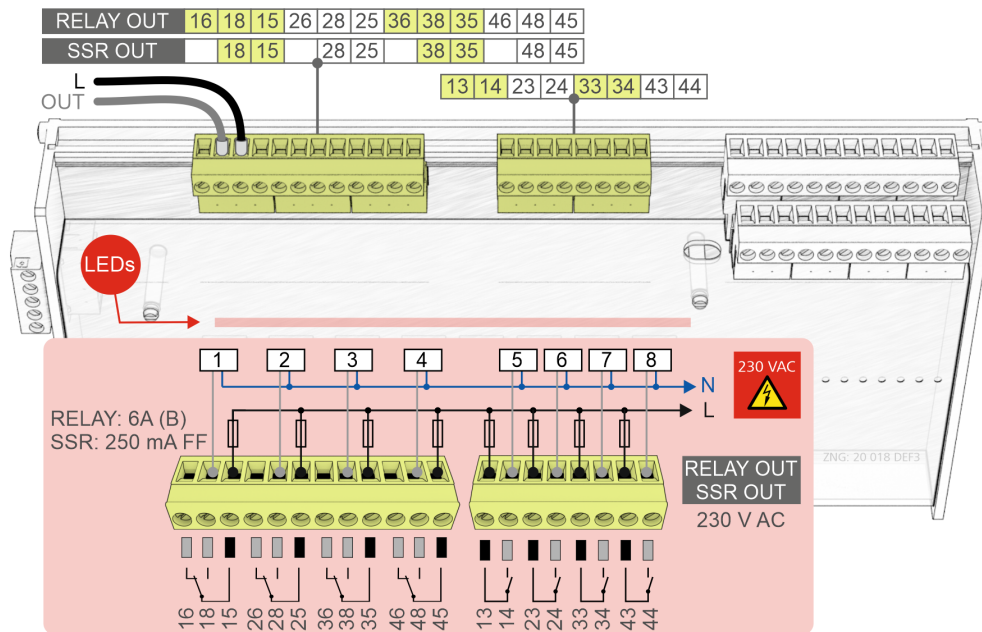 RELAY OUT 16 18 15 26 28 25 36 38 35 46 48 45
SSR OUT 18 15 28 25 38 35 48 45
L
OUT
13 14 23 24 33 34 43 44
LEDs
1 2 3 4 5 6 7 8
230 VAC
N
L
RELAY: 6A (B)
SSR: 250 mA FF
ZNG: 20 018 DEF3
RELAY OUT
SSR OUT
230 V AC
16 18 15 26 28 25 36 38 35 46 48 45 13 14 23 24 33 34 43 44